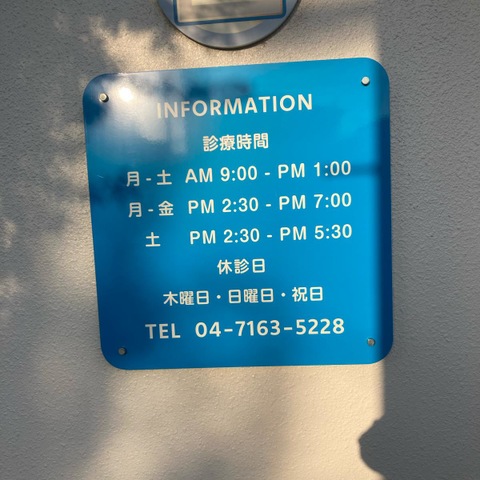 INFORMATION
診療時間
月-土 AM 9:00 - PM 1:00
月-金 PM 2:30 - PM 7:00
土 PM 2:30 - PM 5:30
休診日
木曜日・日曜日・祝日
TEL 04-7163-5228